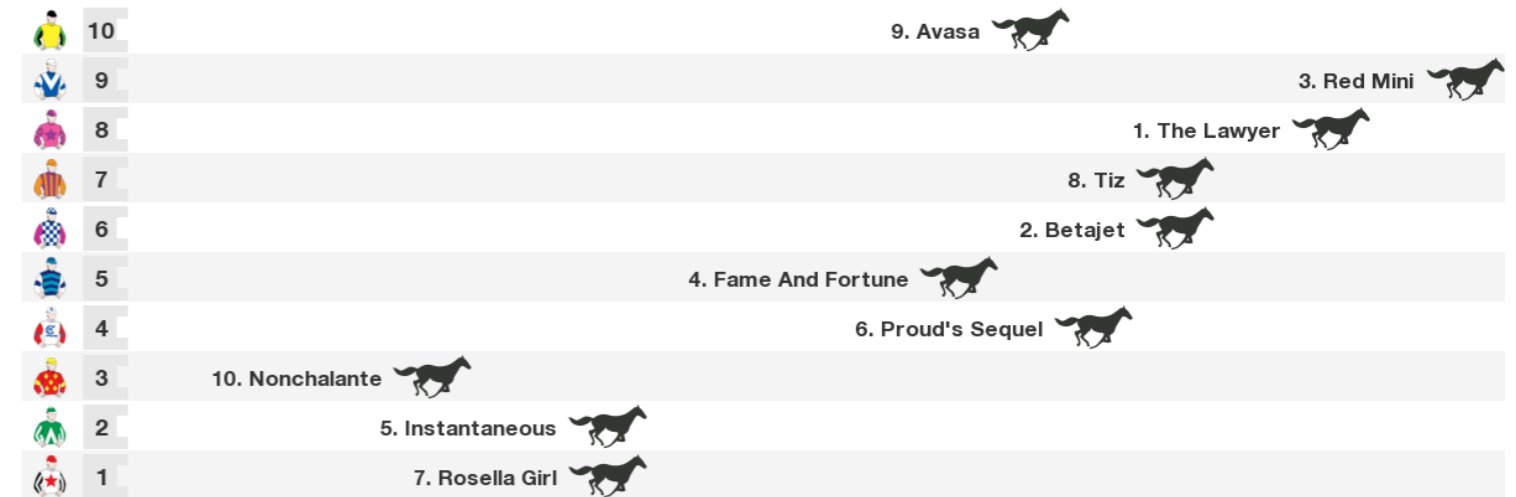 10 9. Avasa
9 3. Red Mini
8 1. The Lawyer
7 8. Tiz
6 2. Betajet
5 4. Fame And Fortune
4 6. Proud's Sequel
3 10. Nonchalante
2 5. Instantaneous
1 7. Rosella Girl